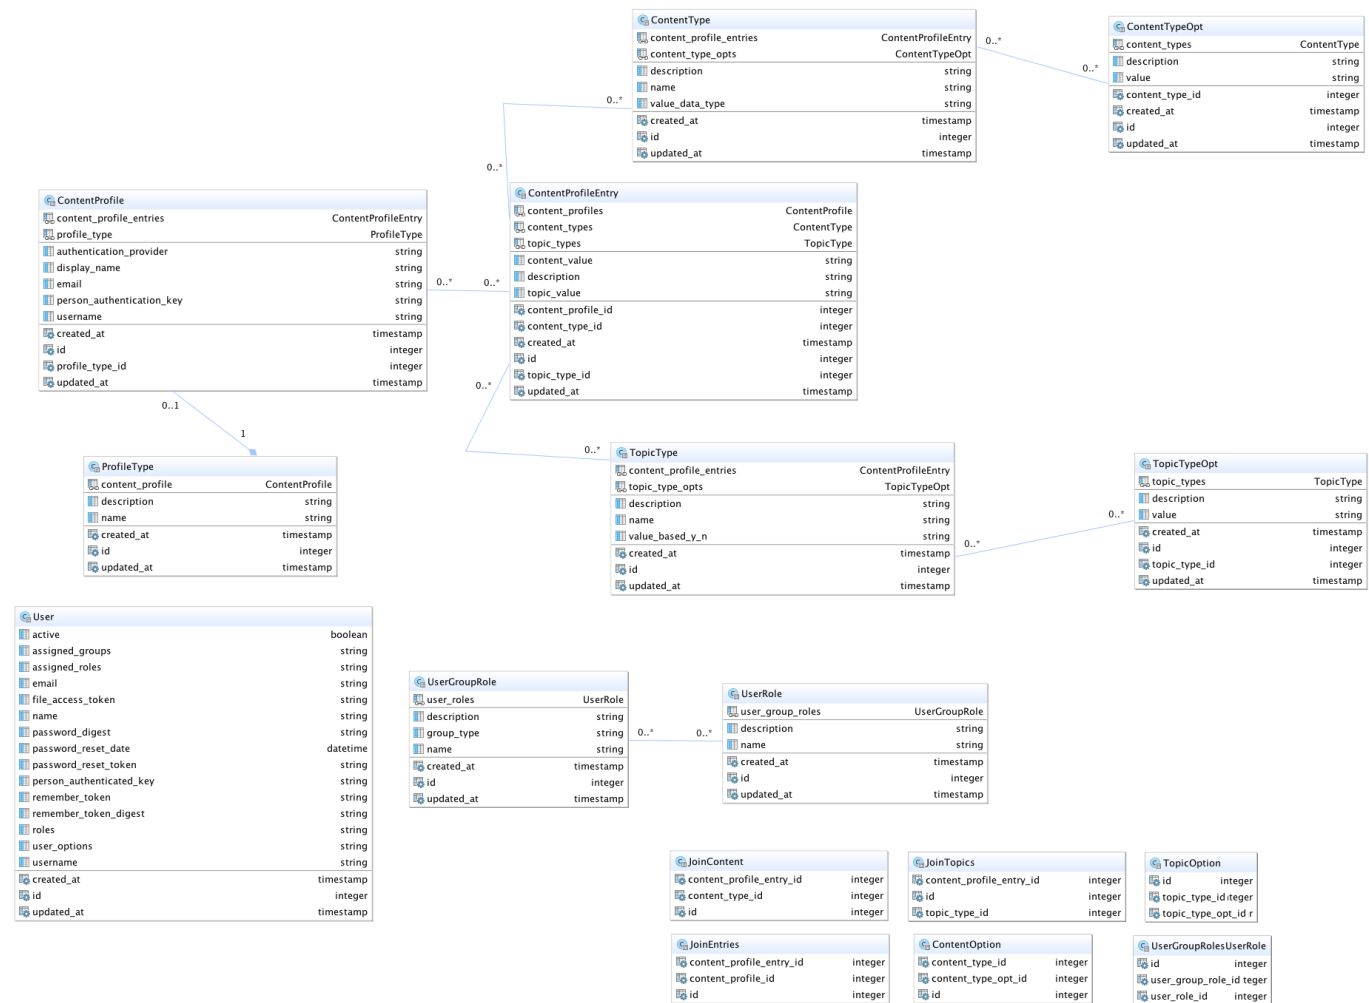 ContentType
content_profile_entries ContentProfileEntry
content_type_opts ContentTypeOpt
description string
name string
value_data_type string
created_at timestamp
id integer
updated_at timestamp
0..*
0..*
ContentTypeOpt
content_types ContentType
description string
value string
content_type_id integer
created_at timestamp
id integer
updated_at timestamp
0..*
0..*
ContentProfile
content_profile_entries ContentProfileEntry
profile_type ProfileType
authentication_provider string
display_name string
email string
person_authentication_key string
username string
created_at timestamp
id integer
profile_type_id integer
updated_at timestamp
0..*
0..*
ContentProfileEntry
content_profiles ContentProfile
content_types ContentType
topic_types TopicType
content_value string
description string
topic_value string
content_profile_id integer
content_type_id integer
created_at timestamp
id integer
topic_type_id integer
updated_at timestamp
0..1
1
0..*
0..*
ProfileType
content_profile ContentProfile
description string
name string
created_at timestamp
id integer
updated_at timestamp
TopicType
content_profile_entries ContentProfileEntry
topic_type_opts TopicTypeOpt
description string
name string
value_based_y_n string
created_at timestamp
id integer
updated_at timestamp
0..*
0..*
TopicTypeOpt
topic_types TopicType
description string
value string
created_at timestamp
id integer
topic_type_id integer
updated_at timestamp
User
active boolean
assigned_groups string
assigned_roles string
email string
file_access_token string
name string
password_digest string
password_reset_date datetime
password_reset_token string
person_authenticated_key string
remember_token string
remember_token_digest string
roles string
user_options string
username string
created_at timestamp
id integer
updated_at timestamp
UserGroupRole
user_roles UserRole
description string
group_type string
name string
created_at timestamp
id integer
updated_at timestamp
0..*
0..*
UserRole
user_group_roles UserGroupRole
description string
name string
created_at timestamp
id integer
updated_at timestamp
JoinContent
content_profile_entry_id integer
content_type_id integer
id integer
JoinTopics
content_profile_entry_id integer
id integer
topic_type_id integer
TopicOption
id integer
topic_type_id teger
topic_type_opt_id r
JoinEntries
content_profile_entry_id integer
content_profile_id integer
id integer
ContentOption
content_type_id integer
content_type_opt_id integer
id integer
UserGroupRolesUserRole
id integer
user_group_role_id teger
user_role_id integer